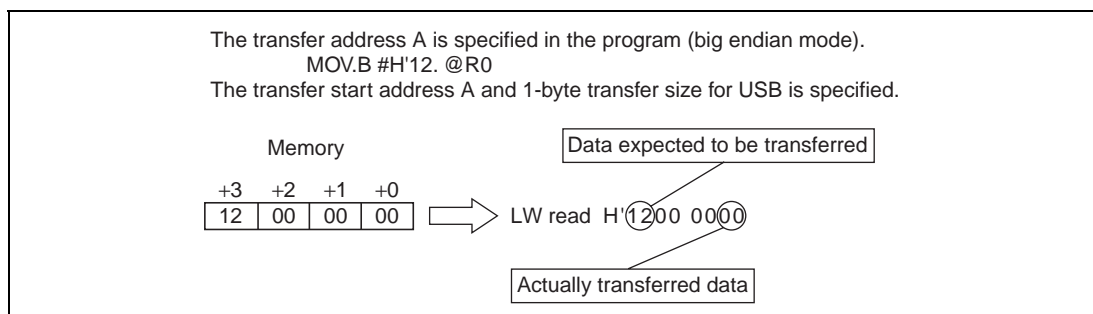 The transfer address A is specified in the program (big endian mode).
MOV.B #H'12. @R0
The transfer start address A and 1-byte transfer size for USB is specified.
Memory
Data expected to be transferred
+3 +2 +1 +0
12 00 00 00
LW read H'1200 0000
Actually transferred data